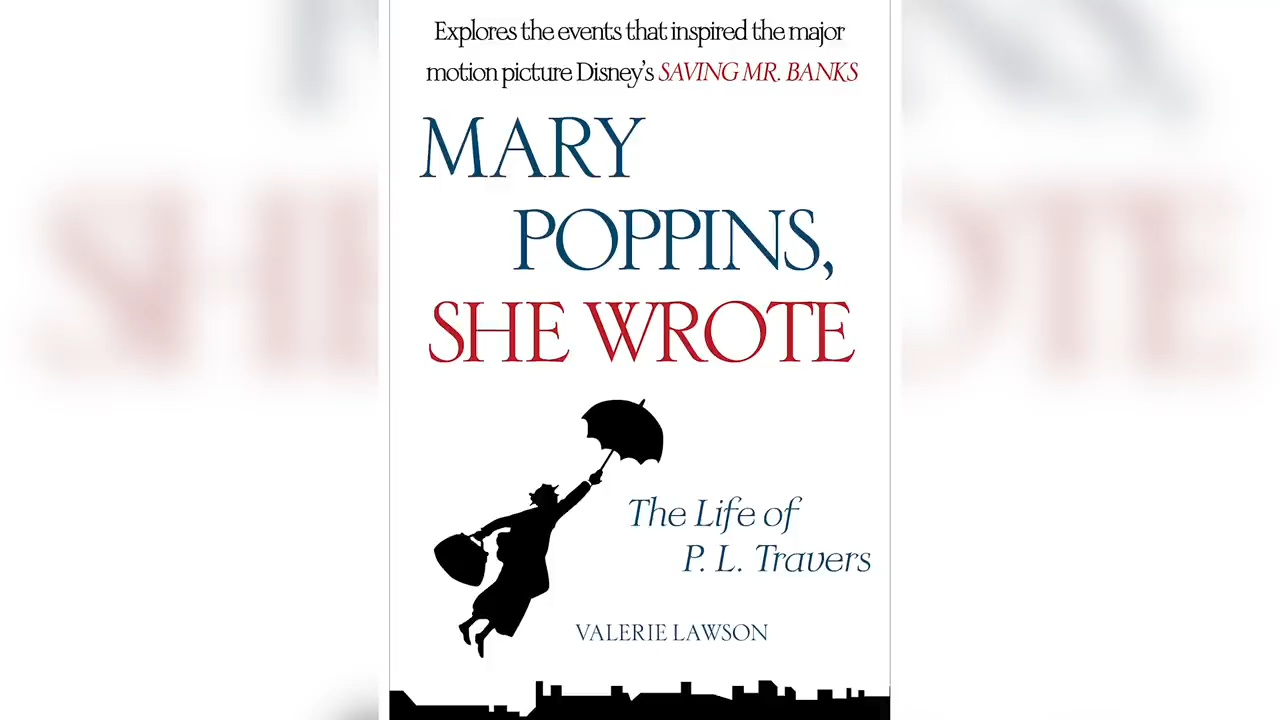 Explores the events that inspired the major
motion picture Disney's SAVING MR. BANKS
MARY
POPPINS,
SHE WROTE
The Life of
P. L. Travers
VALERIE LAWSON